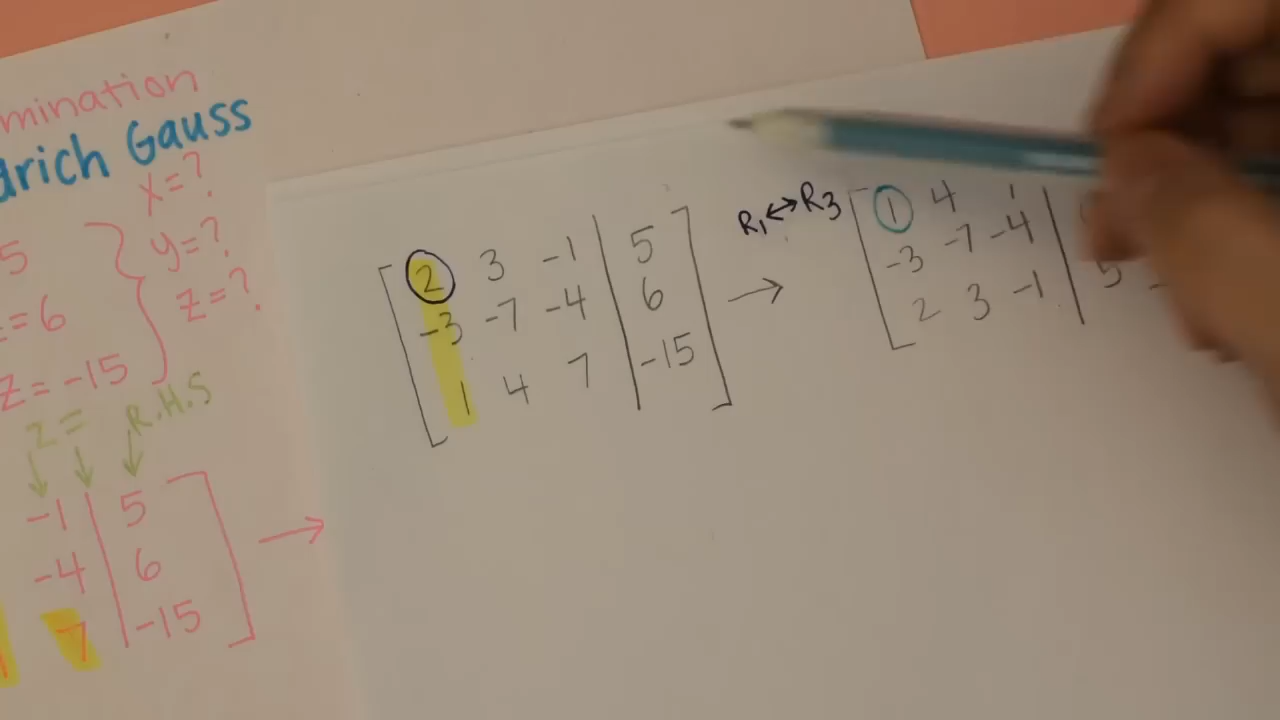 mination
drich Gauss
x=?
5 y=?
z=6 z=?
z=-15
z= R.H.S
-1 | 5
-4 | 6
7 | -15
2 3 -1 | 5
-3 -7 -4 | 6
1 4 7 | -15
R1↔R3
1 4
-3 -7 -4
2 3 -1 | 5